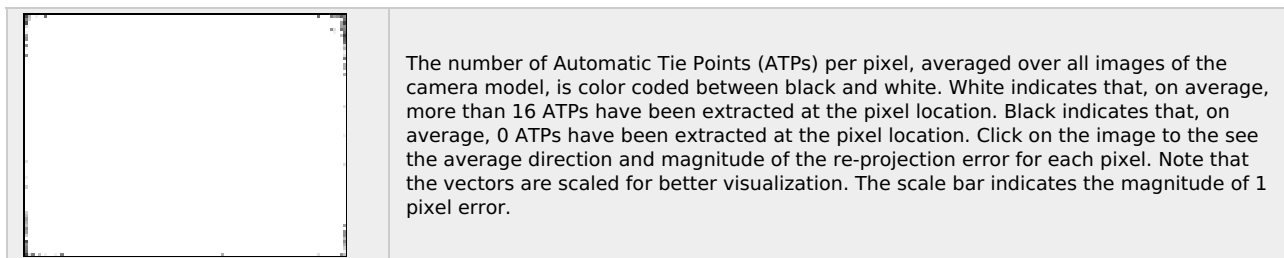 The number of Automatic Tie Points (ATPs) per pixel, averaged over all images of the
camera model, is color coded between black and white. White indicates that, on average,
more than 16 ATPs have been extracted at the pixel location. Black indicates that, on
average, 0 ATPs have been extracted at the pixel location. Click on the image to the see
the average direction and magnitude of the re-projection error for each pixel. Note that
the vectors are scaled for better visualization. The scale bar indicates the magnitude of 1
pixel error.